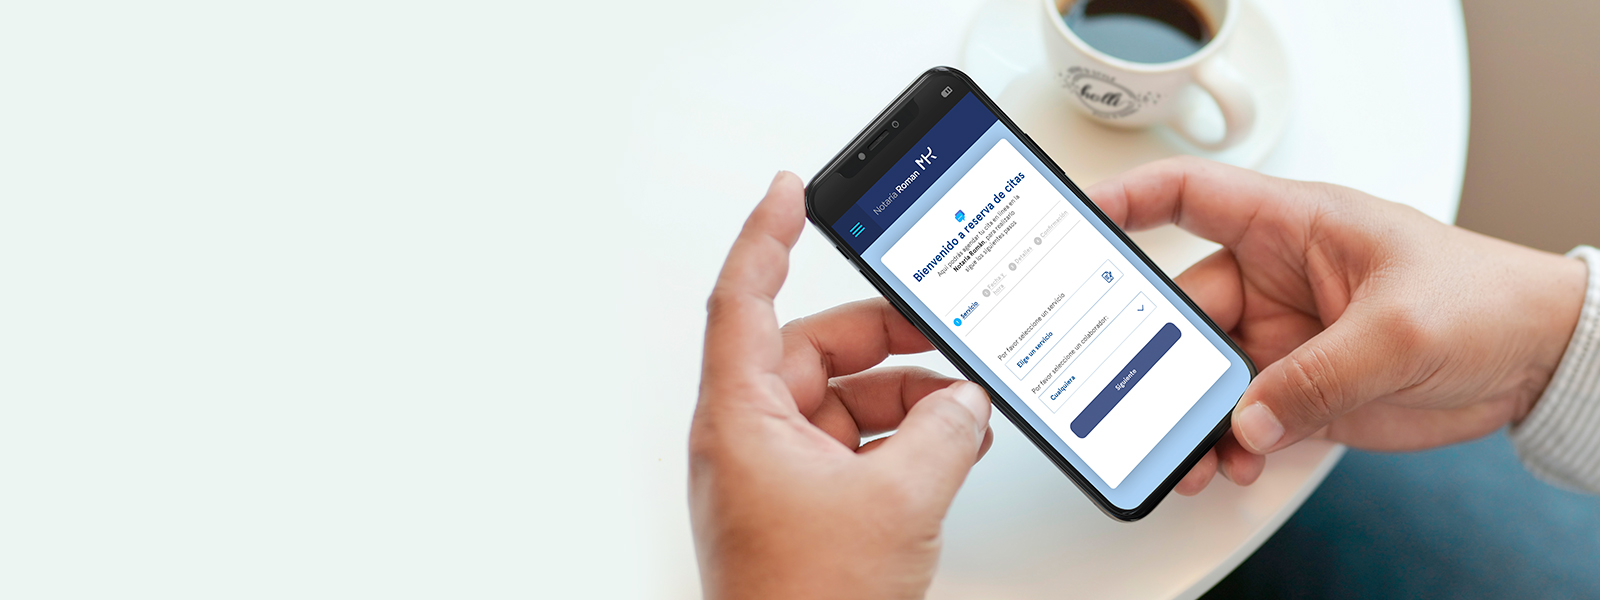 Notaría Roman MR
Bienvenido a reserva de citas
Aquí podrás agendar tu cita en línea en la
Notaría Román, para realizarlo
sigue los siguientes pasos
1 Servicio
2 Fecha y
hora
3 Detalles
4 Confirmación
Por favor seleccione un servicio
Elige un servicio
Por favor seleccione un colaborador:
Cualquiera
Siguiente
holli